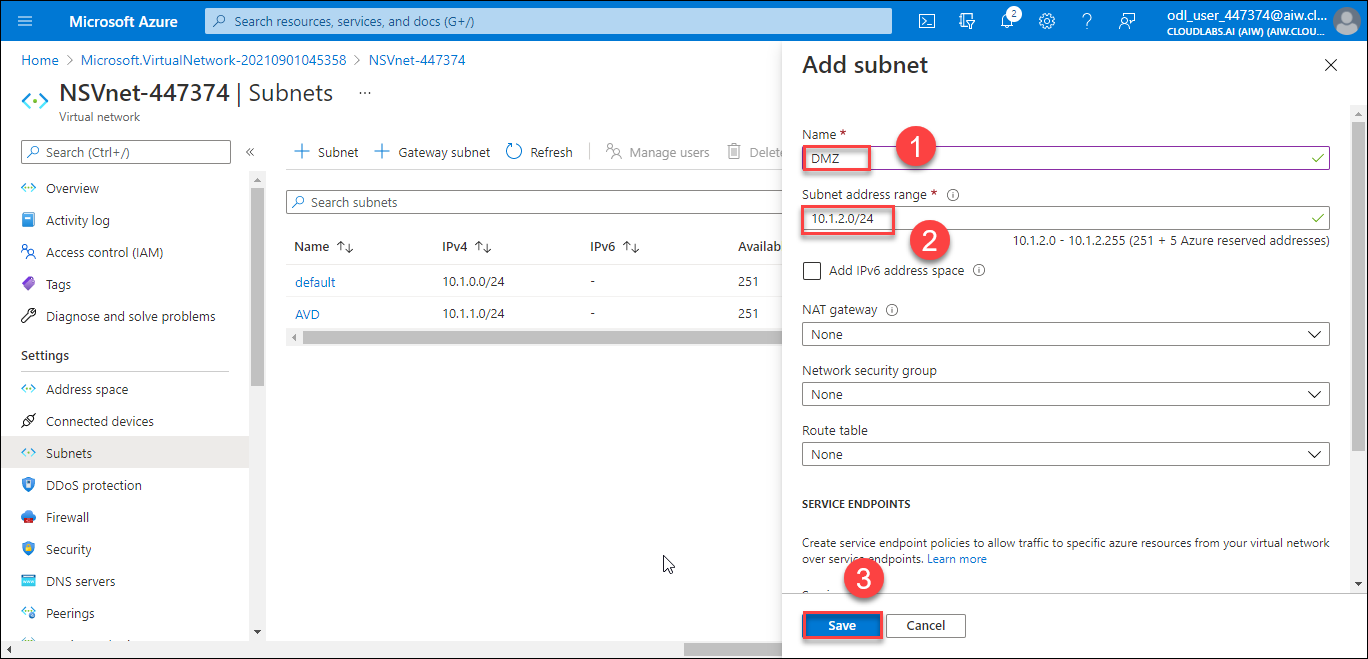 Microsoft Azure
Search resources, services, and docs (G+/)
2
odl_user_447374@aiw.cl...
CLOUDLABS.AI (AIW) (AIW.CLOU...
Home > Microsoft.VirtualNetwork-20210901045358 > NSVnet-447374
NSVnet-447374 | Subnets ...
Virtual network
Search (Ctrl+/)
«
Overview
Activity log
Access control (IAM)
Tags
Diagnose and solve problems
Settings
Address space
Connected devices
Subnets
DDoS protection
Firewall
Security
DNS servers
Peerings
+ Subnet + Gateway subnet Refresh Manage users Delete
Search subnets
Name ↑↓ IPv4 ↑↓ IPv6 ↑↓ Availab
default 10.1.0.0/24 - 251
AVD 10.1.1.0/24 - 251
Add subnet
Name *
1
DMZ
Subnet address range *
10.1.2.0/24
2
10.1.2.0 - 10.1.2.255 (251 + 5 Azure reserved addresses)
Add IPv6 address space
NAT gateway
None
Network security group
None
Route table
None
SERVICE ENDPOINTS
Create service endpoint policies to allow traffic to specific azure resources from your virtual network
over service endpoints. Learn more
3
Save Cancel